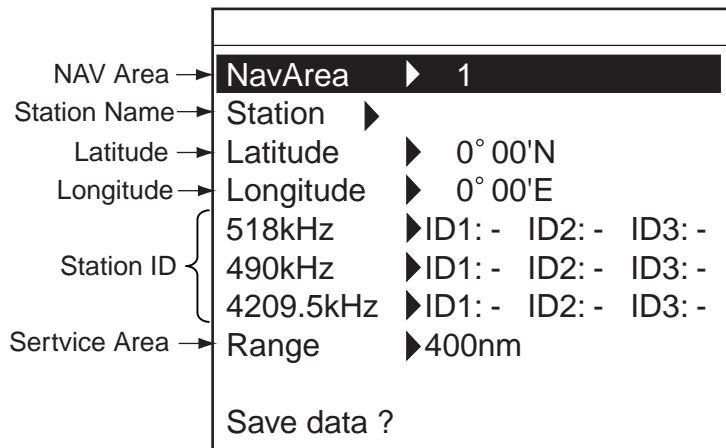 NAV Area NavArea 1
Station Name Station
Latitude Latitude 0°00'N
Longitude Longitude 0°00'E
518kHz ID1: - ID2: - ID3: -
Station ID 490kHz ID1: - ID2: - ID3: -
4209.5kHz ID1: - ID2: - ID3: -
Sertvice Area Range 400nm
Save data ?